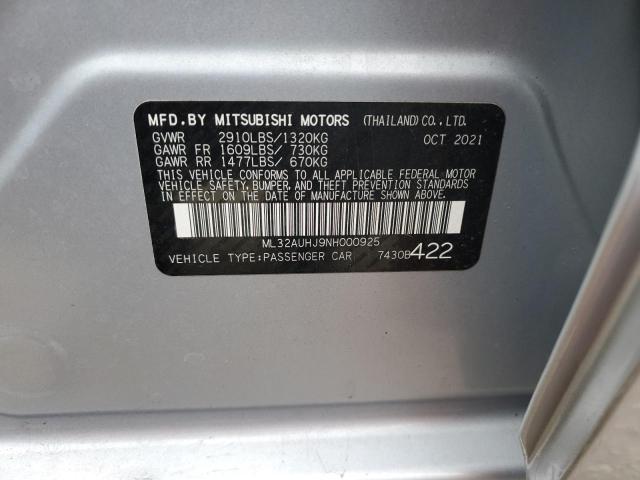 MFD.BY MITSUBISHI MOTORS (THAILAND) CO.,LTD.
GVWR 2910LBS/1320KG OCT 2021
GAWR FR 1609LBS/ 730KG
GAWR RR 1477LBS/ 670KG
THIS VEHICLE CONFORMS TO ALL APPLICABLE FEDERAL MOTOR
VEHICLE SAFETY, BUMPER, AND THEFT PREVENTION STANDARDS
IN EFFECT ON THE DATE OF MANUFACTURE SHOWN ABOVE.
ML32AUHJ9NH000925
VEHICLE TYPE:PASSENGER CAR 7430B422